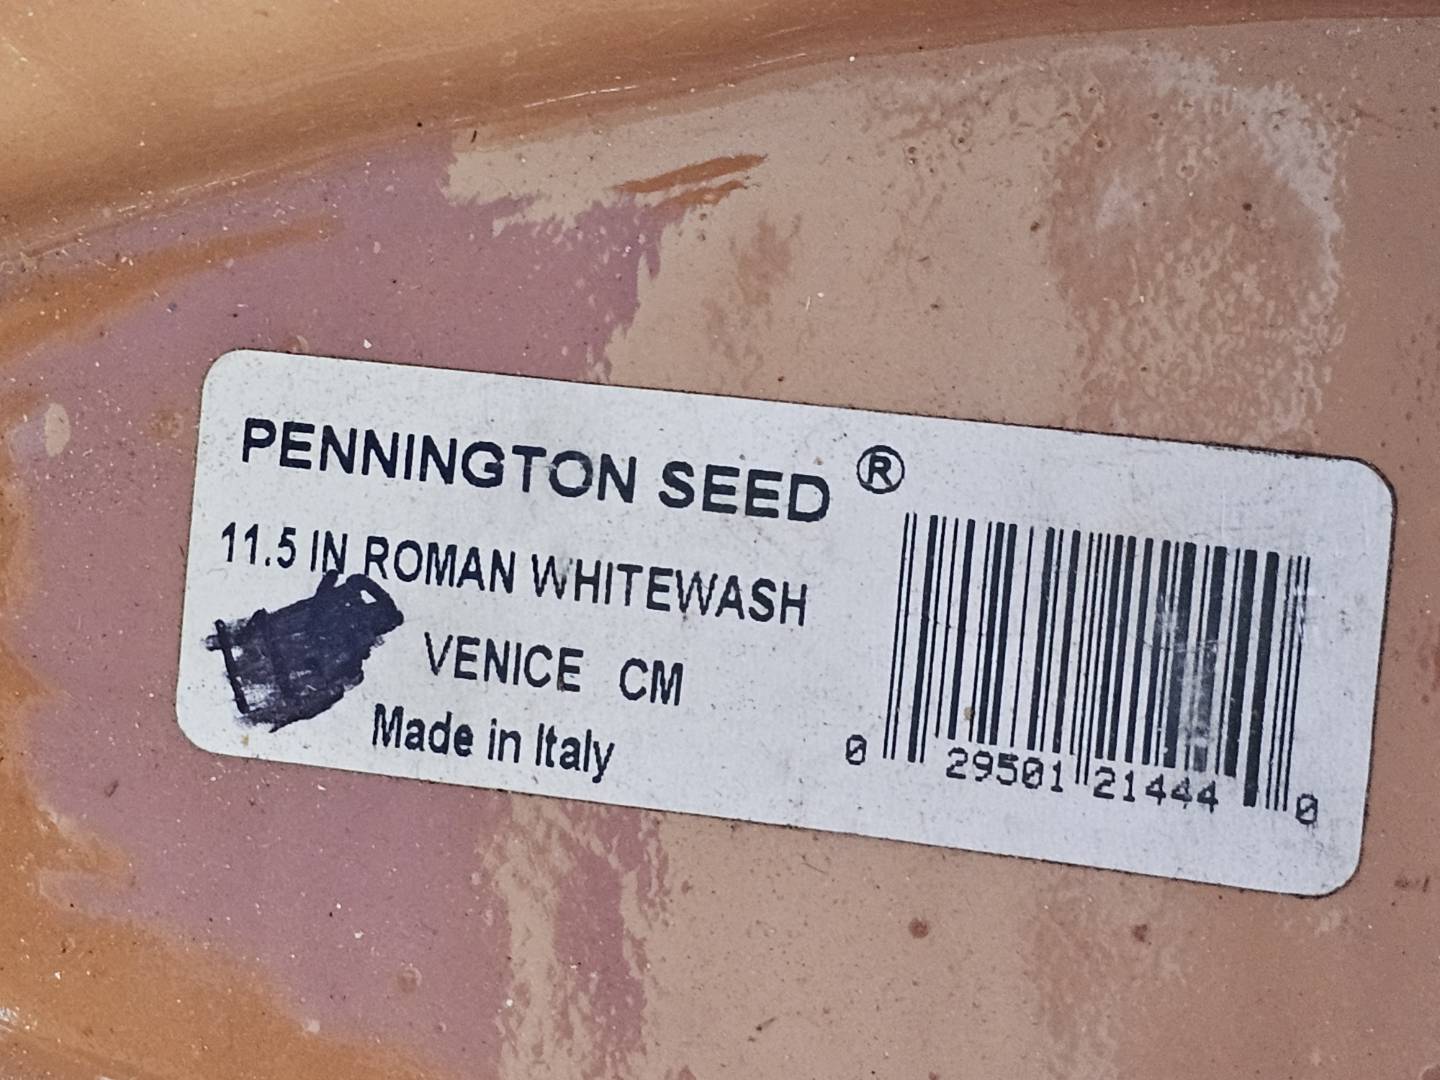 PENNINGTON SEED ®
11.5 IN ROMAN WHITEWASH
VENICE CM
Made in Italy
0 29501 21444 0